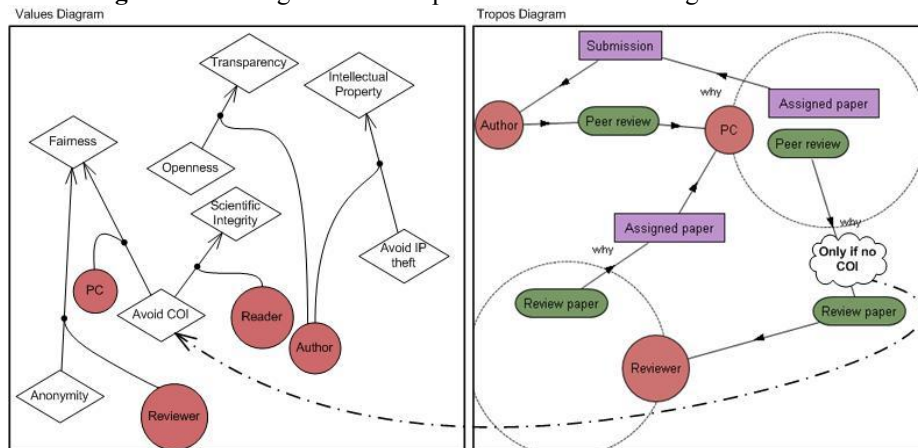 Values Diagram
Transparency
Intellectual
Property
Fairness
Openness
Scientific
Integrity
Avoid IP
theft
PC
Avoid COI
Reader
Author
Anonymity
Reviewer
Tropos Diagram
Submission
why
Assigned paper
Author
Peer review
PC
Peer review
Assigned paper
why
why
Only if no
COI
Review paper
Review paper
Reviewer